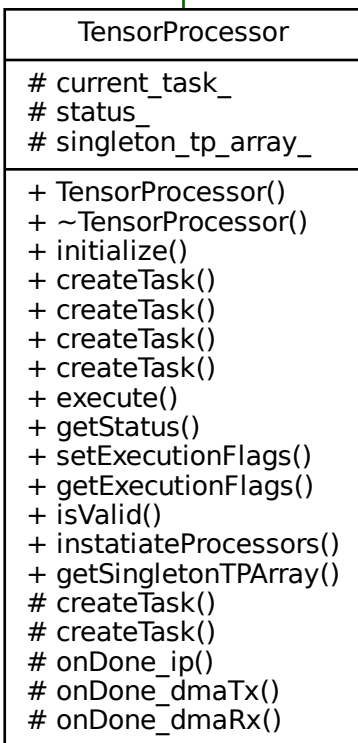 TensorProcessor
# current_task_
# status_
# singleton_tp_array_
+ TensorProcessor()
+ ~TensorProcessor()
+ initialize()
+ createTask()
+ createTask()
+ createTask()
+ createTask()
+ execute()
+ getStatus()
+ setExecutionFlags()
+ getExecutionFlags()
+ isValid()
+ instatiateProcessors()
+ getSingletonTPArray()
# createTask()
# createTask()
# onDone_ip()
# onDone_dmaTx()
# onDone_dmaRx()